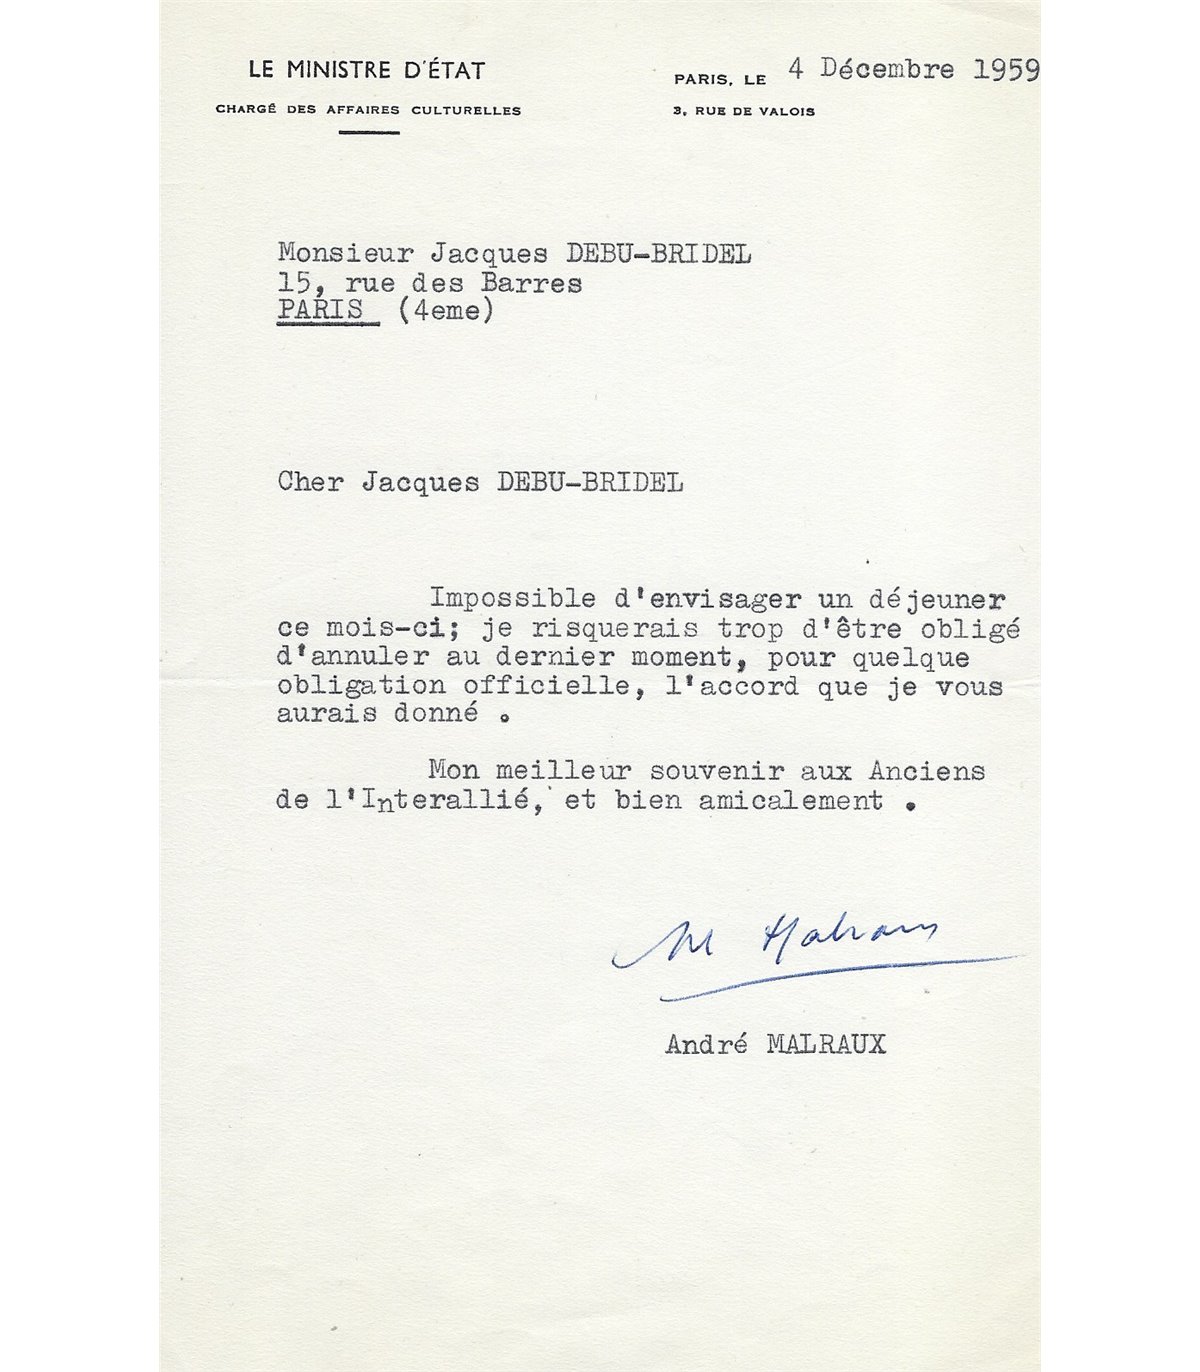 LE MINISTRE D'ÉTAT
CHARGÉ DES AFFAIRES CULTURELLES
PARIS, LE 4 Décembre 1959
3, RUE DE VALOIS
Monsieur Jacques DEBU-BRIDEL
15, rue des Barres
PARIS (4eme)
Cher Jacques DEBU-BRIDEL
Impossible d'envisager un déjeuner
ce mois-ci; je risquerais trop d'être obligé
d'annuler au dernier moment, pour quelque
obligation officielle, l'accord que je vous
aurais donné .
Mon meilleur souvenir aux Anciens
de l'Interallié, et bien amicalement .
Malraux
André MALRAUX